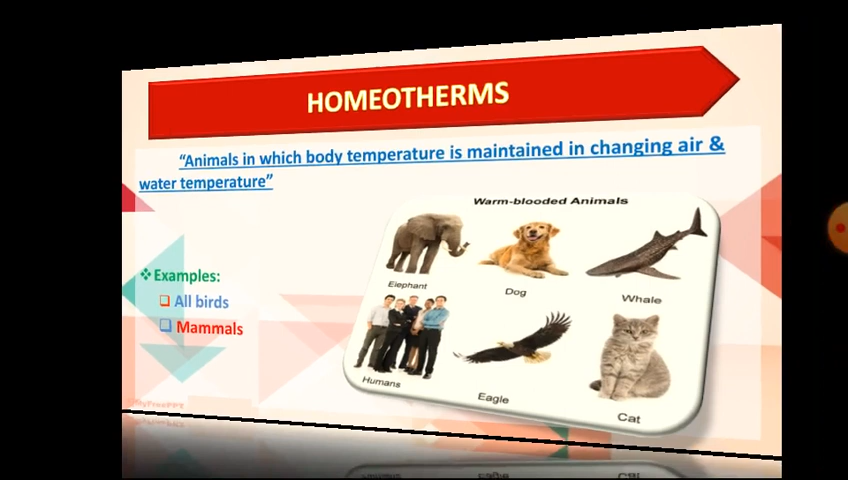 HOMEOTHERMS
“Animals in which body temperature is maintained in changing air &
water temperature”
Warm-blooded Animals
Elephant
Dog
Whale
❖Examples:
❑ All birds
❑ Mammals
Humans
Eagle
Cat